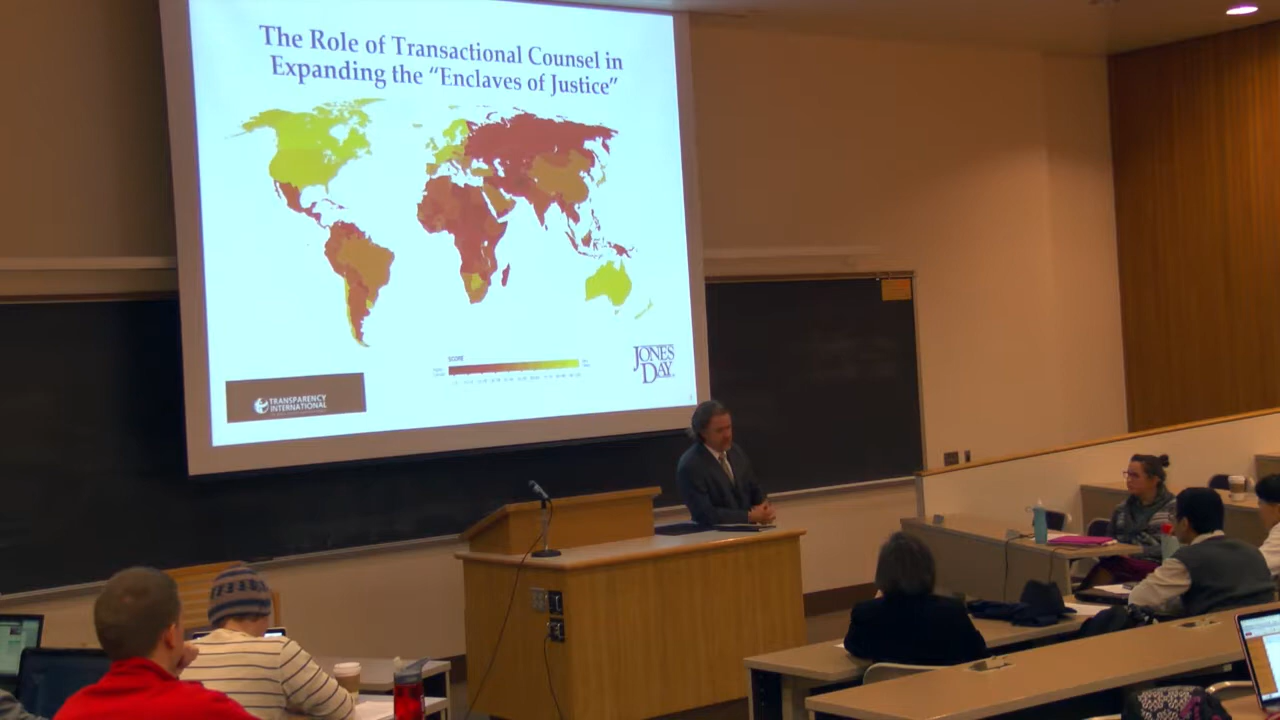 The Role of Transactional Counsel in
Expanding the “Enclaves of Justice”
SCORE
JONES
DAY
TRANSPARENCY
INTERNATIONAL